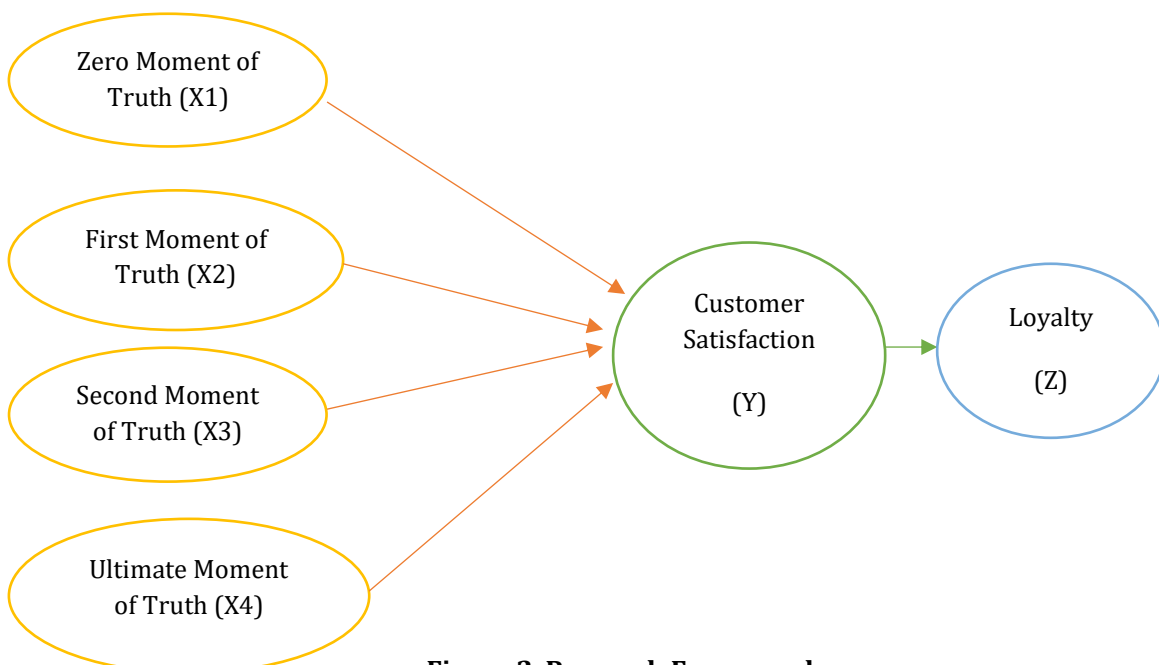 Zero Moment of
Truth (X1)
First Moment of
Truth (X2)
Second Moment
of Truth (X3)
Ultimate Moment
of Truth (X4)
Customer
Satisfaction
(Y)
Loyalty
(Z)